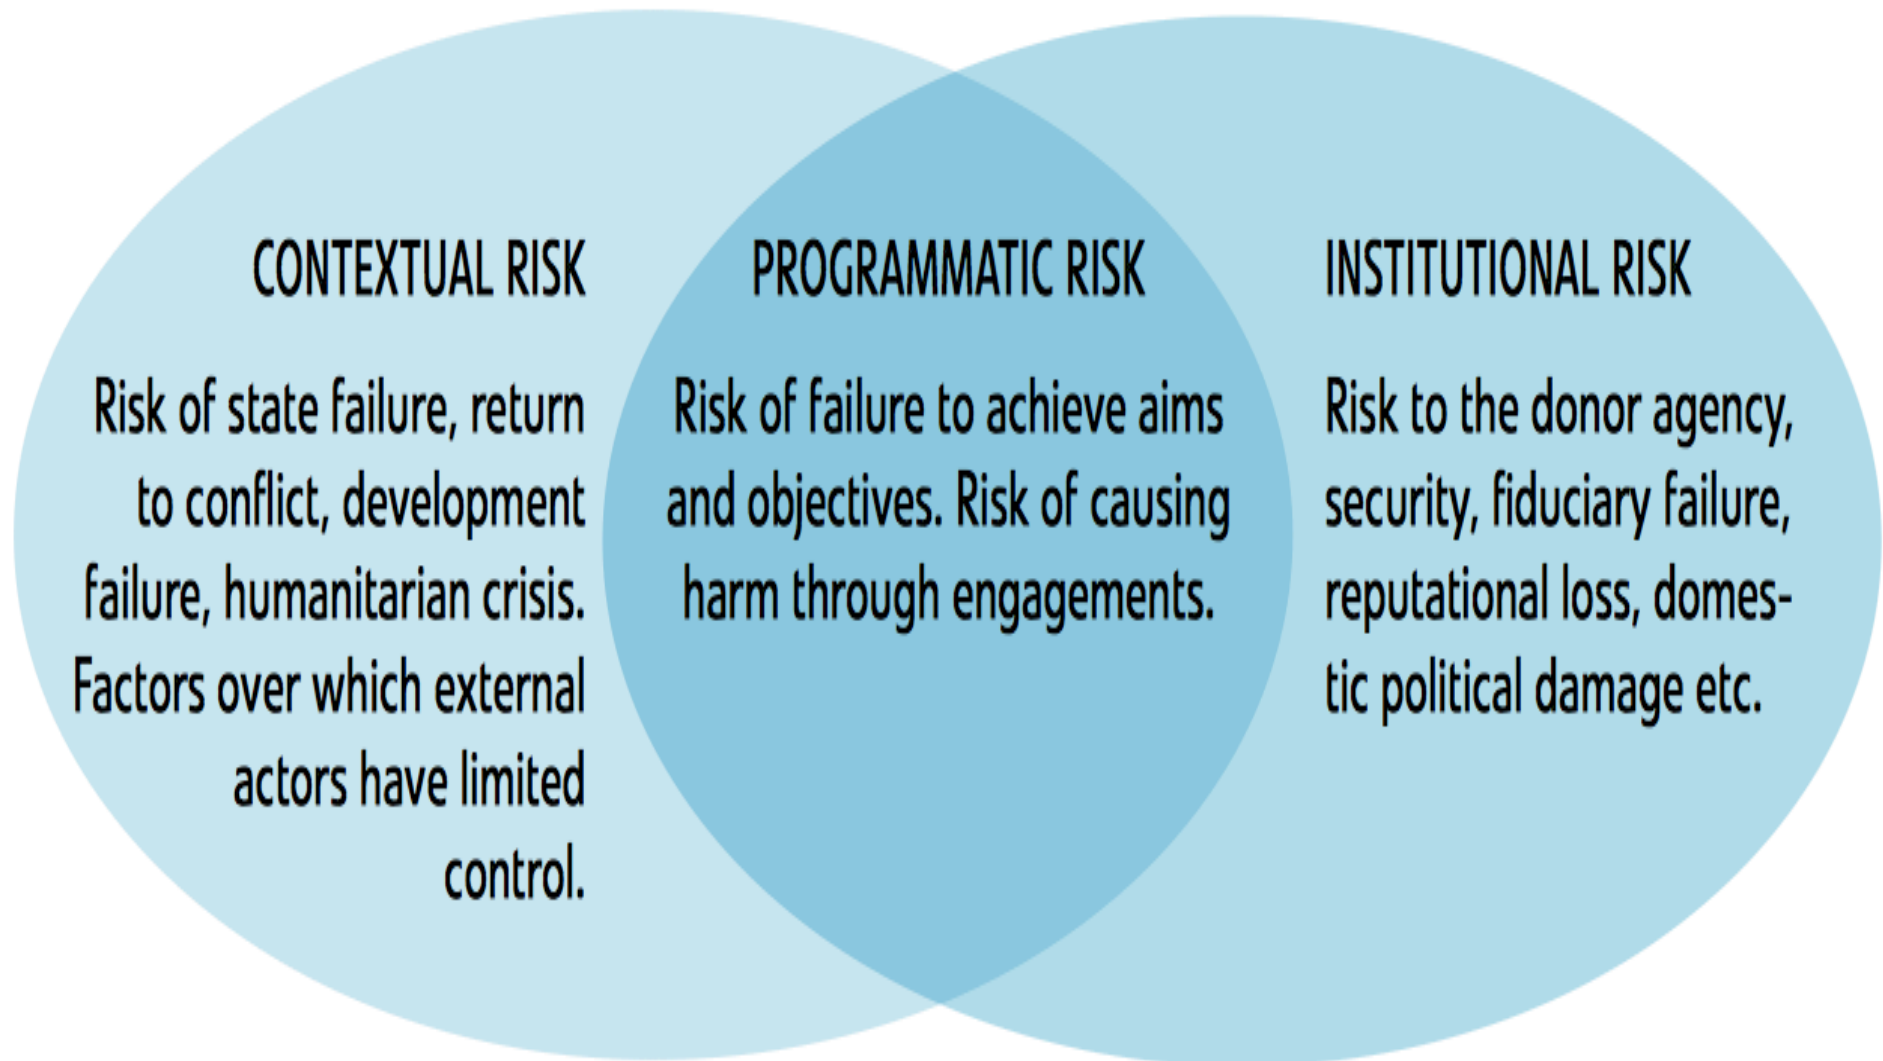 CONTEXTUAL RISK
Risk of state failure, return
to conflict, development
failure, humanitarian crisis.
Factors over which external
actors have limited
control.
PROGRAMMATIC RISK
Risk of failure to achieve aims
and objectives. Risk of causing
harm through engagements.
INSTITUTIONAL RISK
Risk to the donor agency,
security, fiduciary failure,
reputational loss, domes-
tic political damage etc.